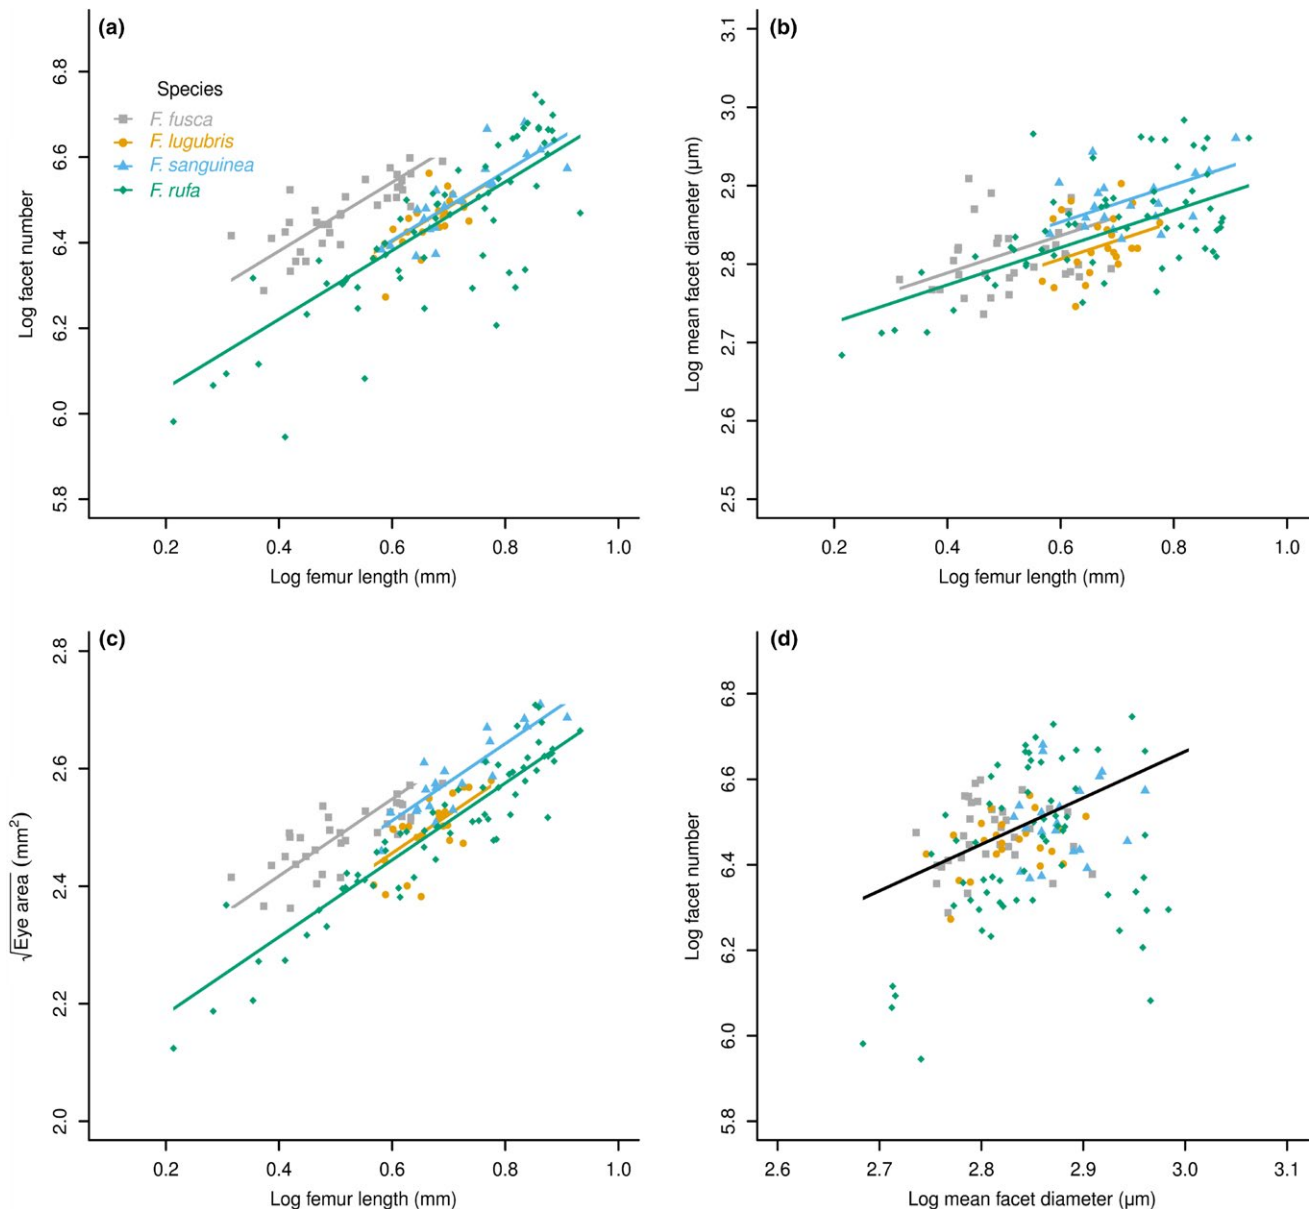 (a)
Species
F. fusca
F. lugubris
F. sanguinea
F. rufa
Log facet number
5.8 6.0 6.2 6.4 6.6 6.8
0.2 0.4 0.6 0.8 1.0
Log femur length (mm)
(b)
Log mean facet diameter (µm)
2.5 2.6 2.7 2.8 2.9 3.0 3.1
0.2 0.4 0.6 0.8 1.0
Log femur length (mm)
(c)
√Eye area (mm²)
2.0 2.2 2.4 2.6 2.8
0.2 0.4 0.6 0.8 1.0
Log femur length (mm)
(d)
Log facet number
5.8 6.0 6.2 6.4 6.6 6.8
2.6 2.7 2.8 2.9 3.0 3.1
Log mean facet diameter (µm)